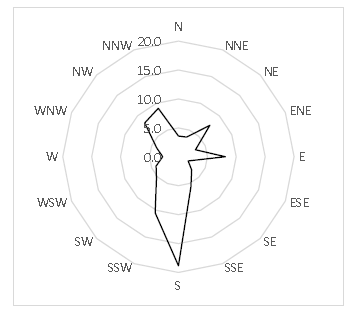 N
NNW 20.0 NNE
NW 15.0 NE
10.0
WNW 5.0 ENE
W 0.0 E
WSW ESE
SW SE
SSW SSE
S